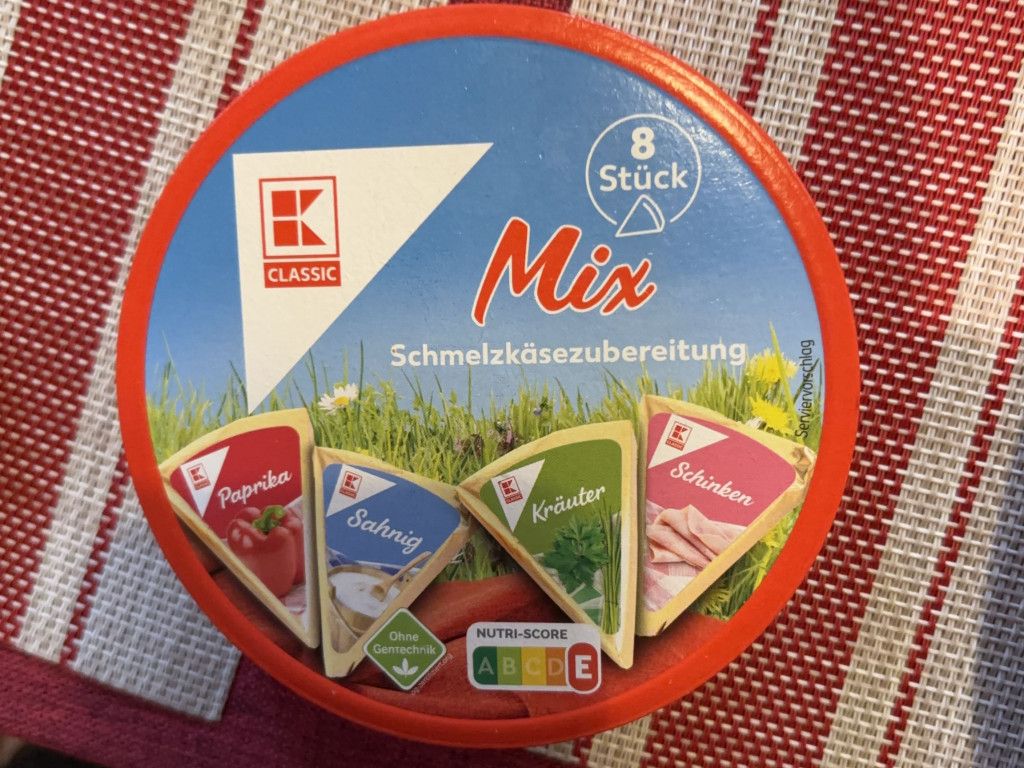 8
Stück
K
CLASSIC
Mix
Schmelzkäsezubereitung
Serviervorschlag
Paprika
Sahnig
Kräuter
Schinken
Ohne
Gentechnik
NUTRI-SCORE
A B C D E